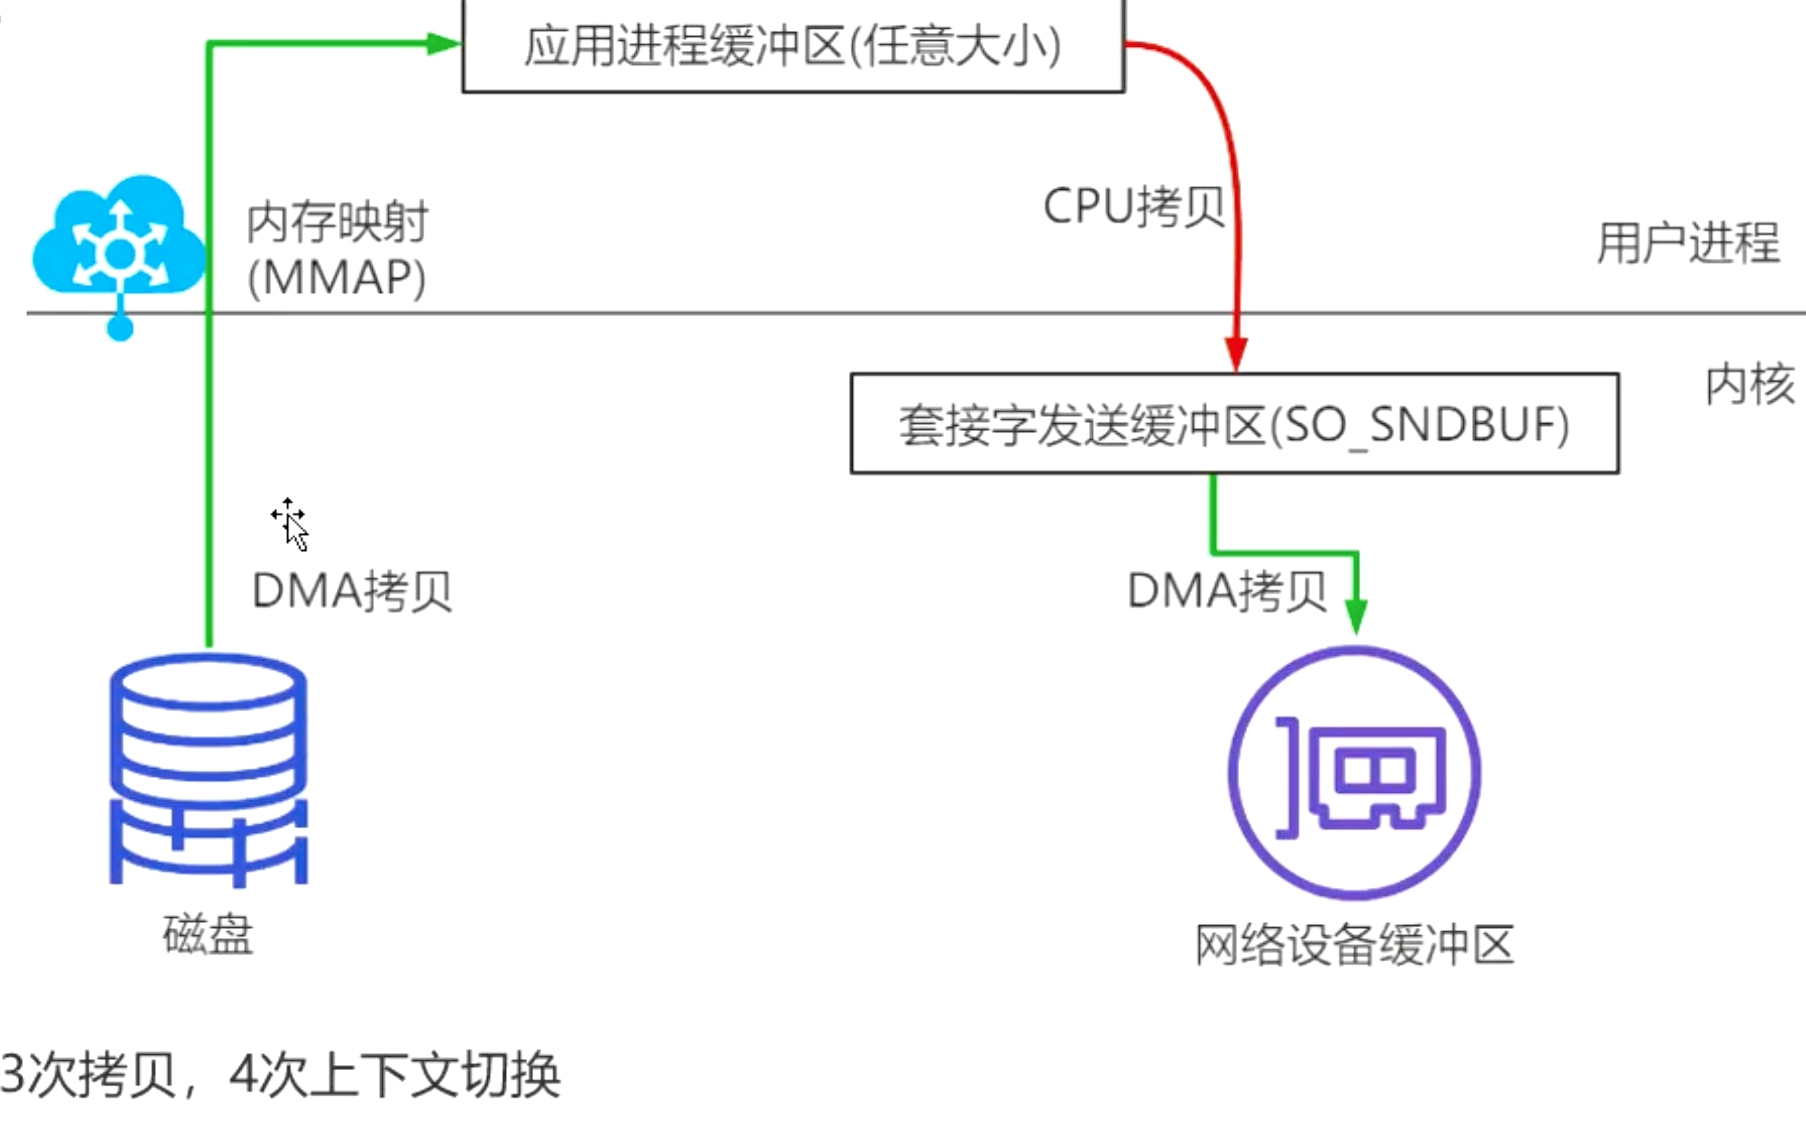 应用进程缓冲区(任意大小)
内存映射
(MMAP)
CPU拷贝
用户进程
内核
套接字发送缓冲区(SO_SNDBUF)
DMA拷贝
DMA拷贝
磁盘
网络设备缓冲区
3次拷贝，4次上下文切换